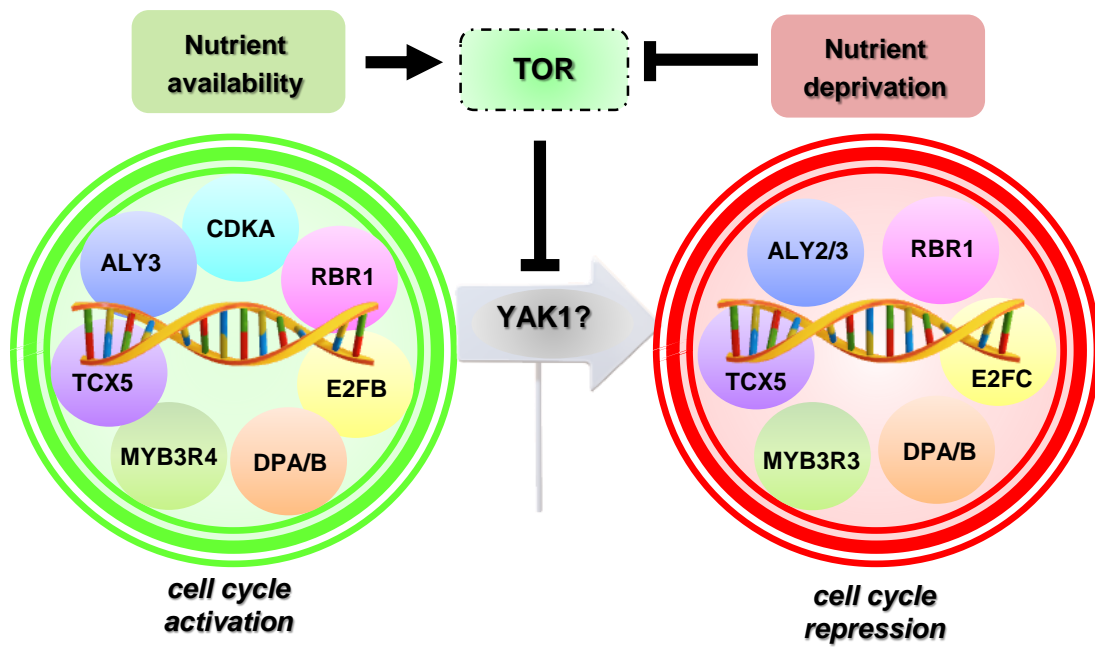 Nutrient
availability
TOR
Nutrient
deprivation
CDKA
ALY3
RBR1
TCX5
E2FB
MYB3R4
DPA/B
YAK1?
ALY2/3
RBR1
TCX5
E2FC
MYB3R3
DPA/B
cell cycle
activation
cell cycle
repression